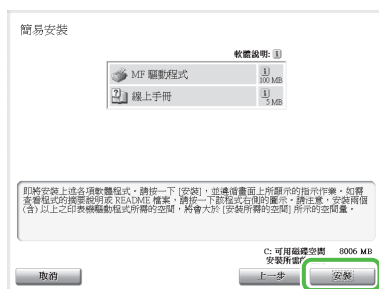 簡易安裝
軟體說明: i
MF 驅動程式
i
100 MB
線上手冊
i
5 MB
即將安裝上述各項軟體程式。請按一下 [安裝]，並遵循畫面上所顯示的指示作業。如需
查看程式的摘要說明或 README 檔案，請按一下該程式右側的圖示。請注意，安裝兩個
(含) 以上之印表機驅動程式所需的空間，將會大於 [安裝所需的空間] 所示的空間量。
C: 可用磁碟空間 8006 MB
安裝所需
取消
上一步
安裝